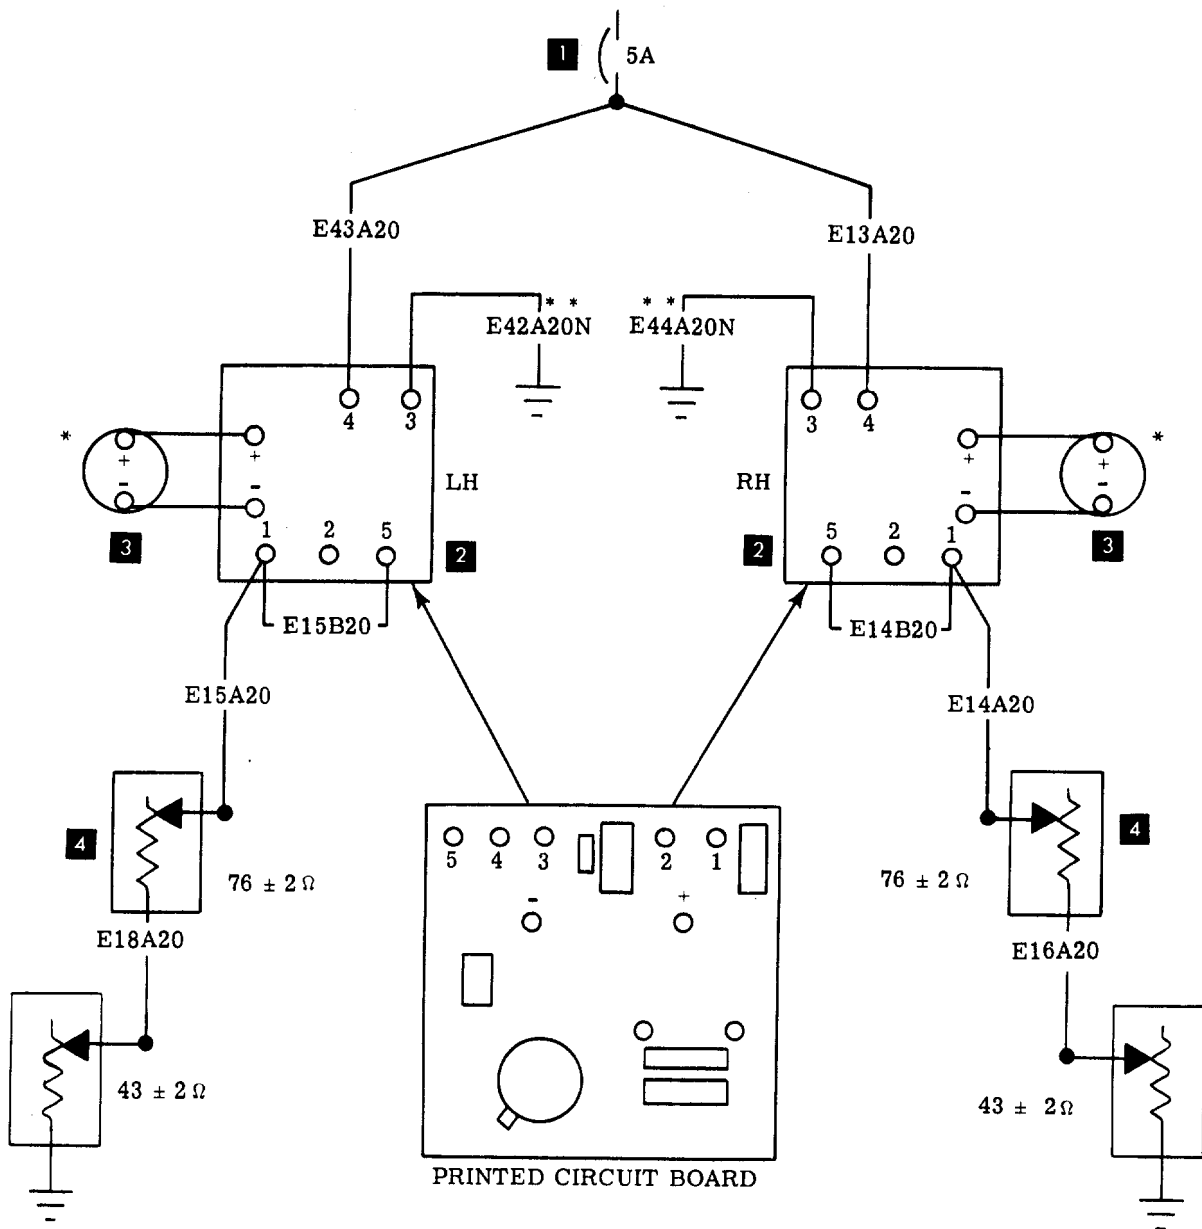 1 5A
E43A20 E13A20
* * * *
E42A20N E44A20N
4 3 3 4
* + + + + *
- - - -
LH RH
3 1 2 5 2 2 5 2 1 3
E15B20 E14B20
E15A20 E14A20
4 4
76 ± 2 Ω 76 ± 2 Ω
5 4 3 2 1
- +
E18A20 E16A20
43 ± 2 Ω 43 ± 2 Ω
PRINTED CIRCUIT BOARD